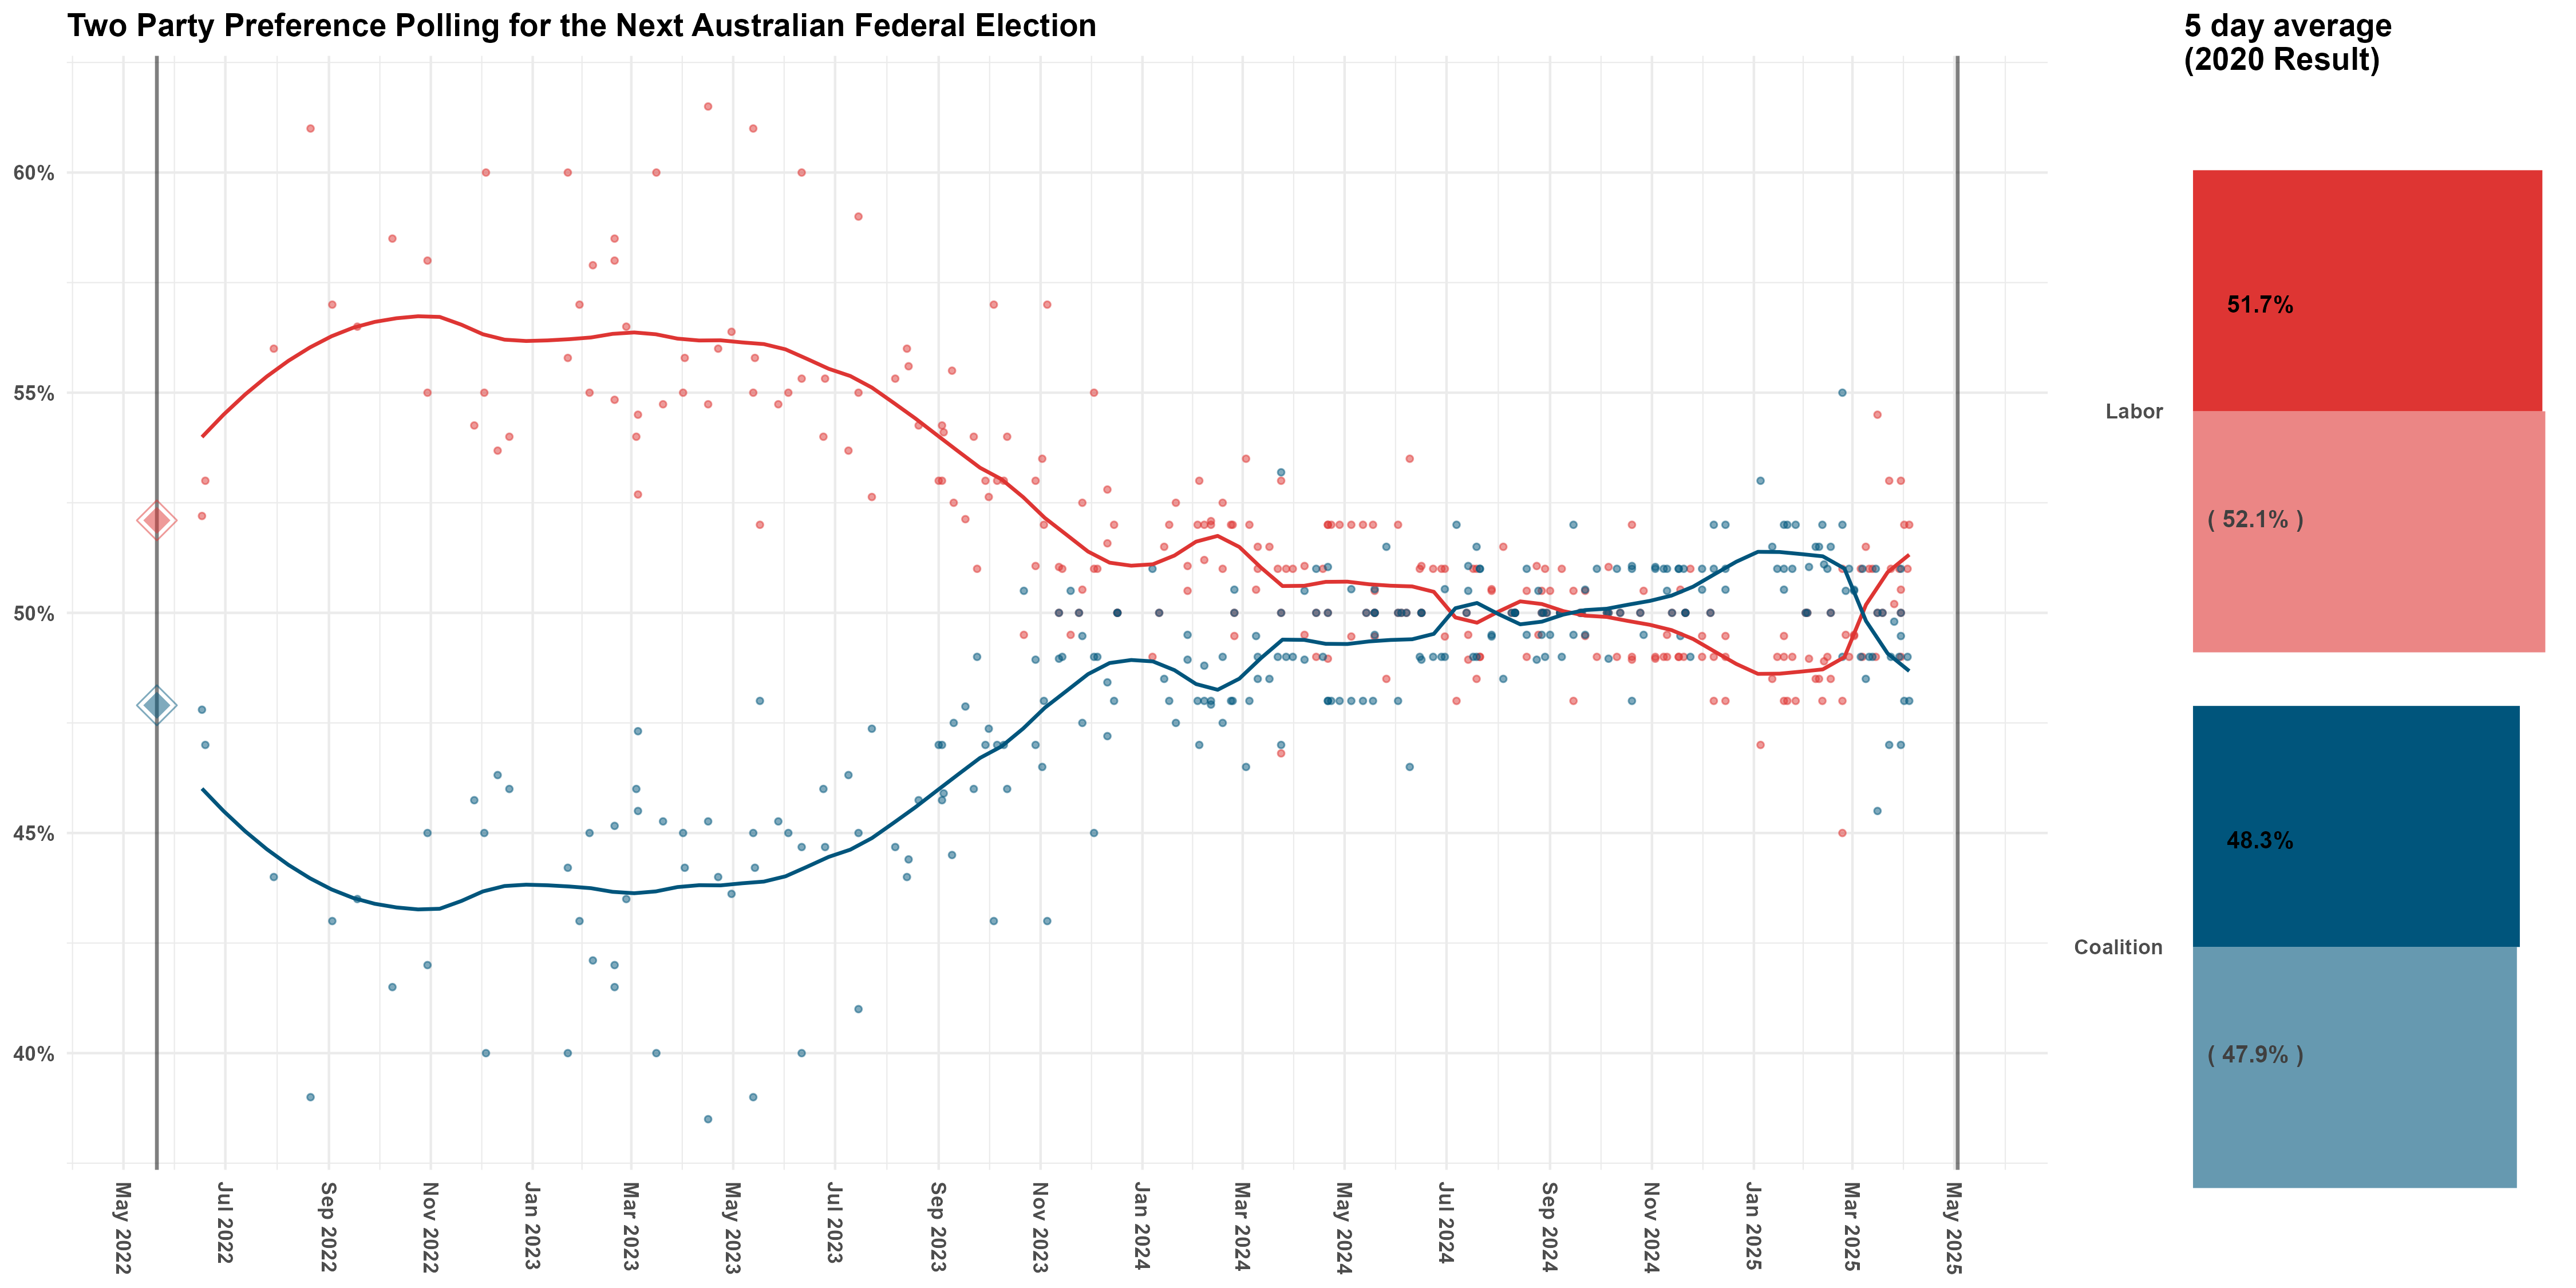 Two Party Preference Polling for the Next Australian Federal Election
60%
55%
50%
45%
40%
May 2022
Jul 2022
Sep 2022
Nov 2022
Jan 2023
Mar 2023
May 2023
Jul 2023
Sep 2023
Nov 2023
Jan 2024
Mar 2024
May 2024
Jul 2024
Sep 2024
Nov 2024
Jan 2025
Mar 2025
May 2025
5 day average
(2020 Result)
Labor
51.7%
( 52.1% )
Coalition
48.3%
( 47.9% )